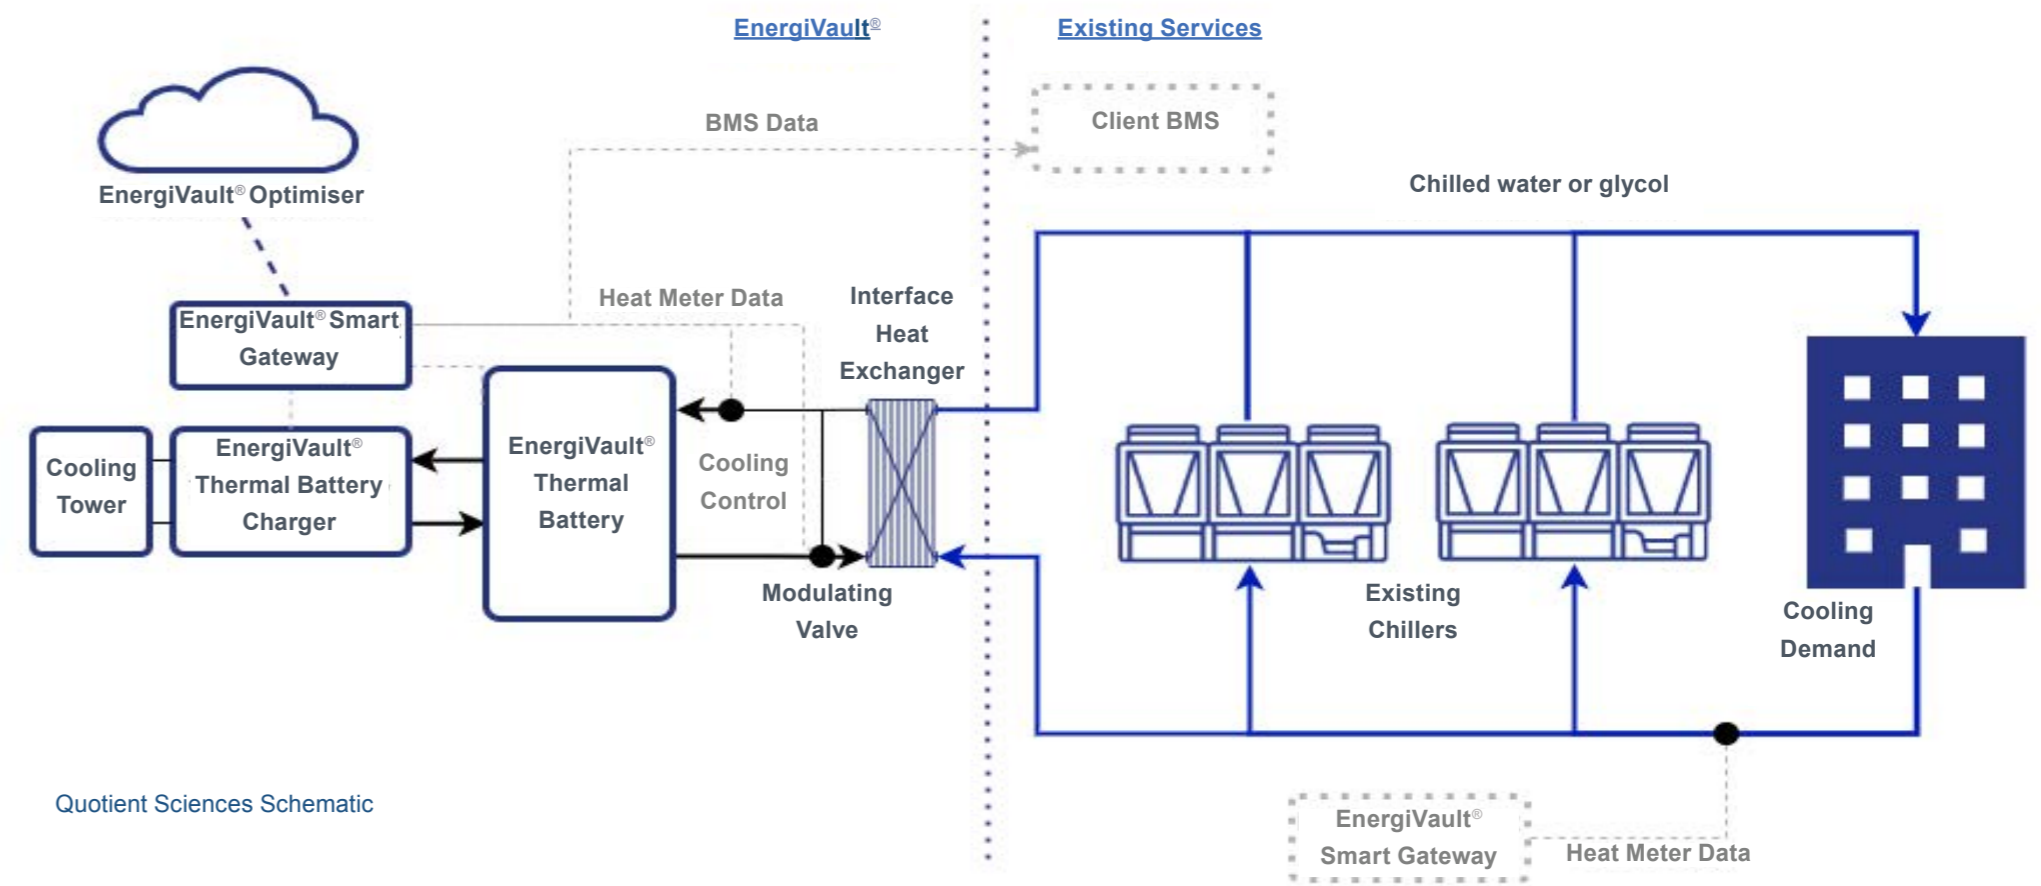 EnergiVault®
Existing Services
BMS Data
Client BMS
Chilled water or glycol
EnergiVault® Optimiser
Heat Meter Data
Interface
Heat
Exchanger
EnergiVault® Smart
Gateway
Cooling
Tower
EnergiVault®
Thermal Battery
Charger
EnergiVault®
Thermal
Battery
Cooling
Control
Modulating
Valve
Existing
Chillers
Cooling
Demand
Quotient Sciences Schematic
EnergiVault®
Smart Gateway
Heat Meter Data